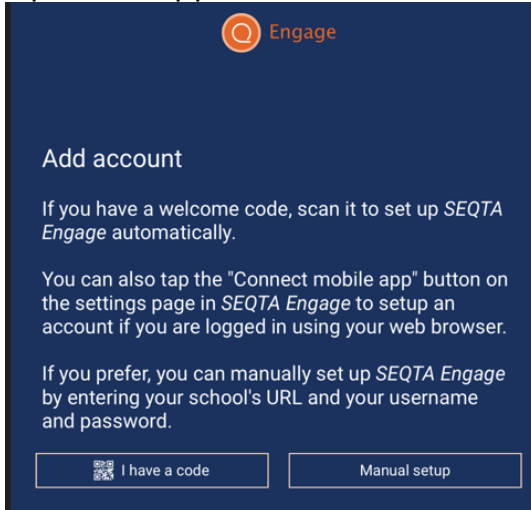 Engage
Add account
If you have a welcome code, scan it to set up SEQTA
Engage automatically.
You can also tap the "Connect mobile app" button on
the settings page in SEQTA Engage to setup an
account if you are logged in using your web browser.
If you prefer, you can manually set up SEQTA Engage
by entering your school's URL and your username
and password.
I have a code
Manual setup